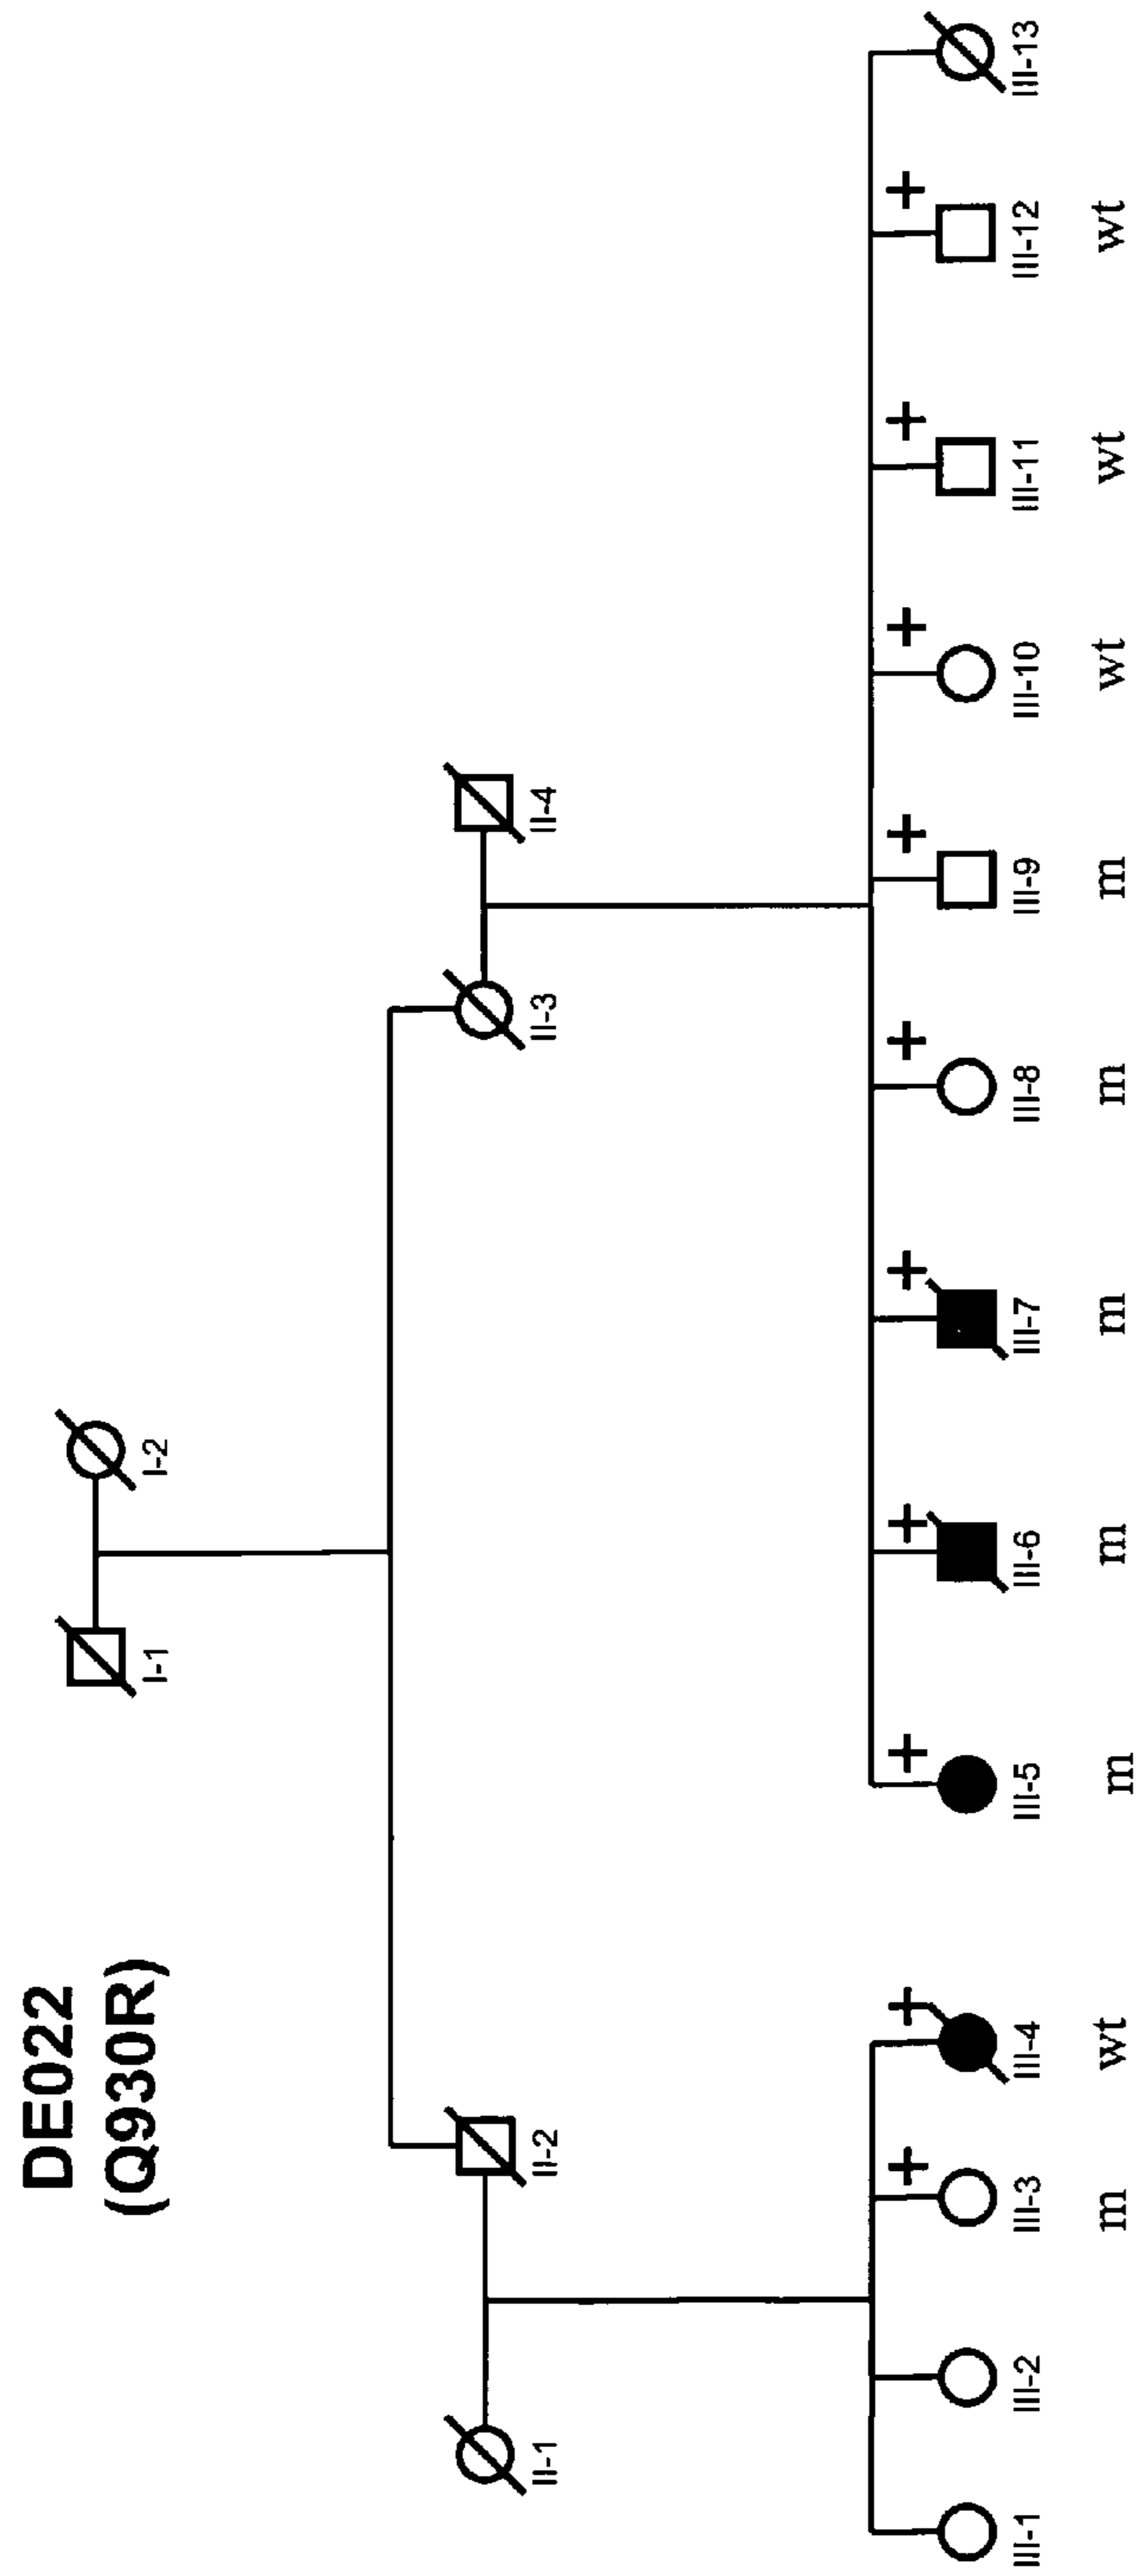 DE022
(Q930R)
I-1 I-2
II-1 II-2 II-3 II-4
+ + + + + + + + + +
III-1 III-2 III-3 III-4 III-5 III-6 III-7 III-8 III-9 III-10 III-11 III-12 III-13
m wt m m m m m wt wt wt